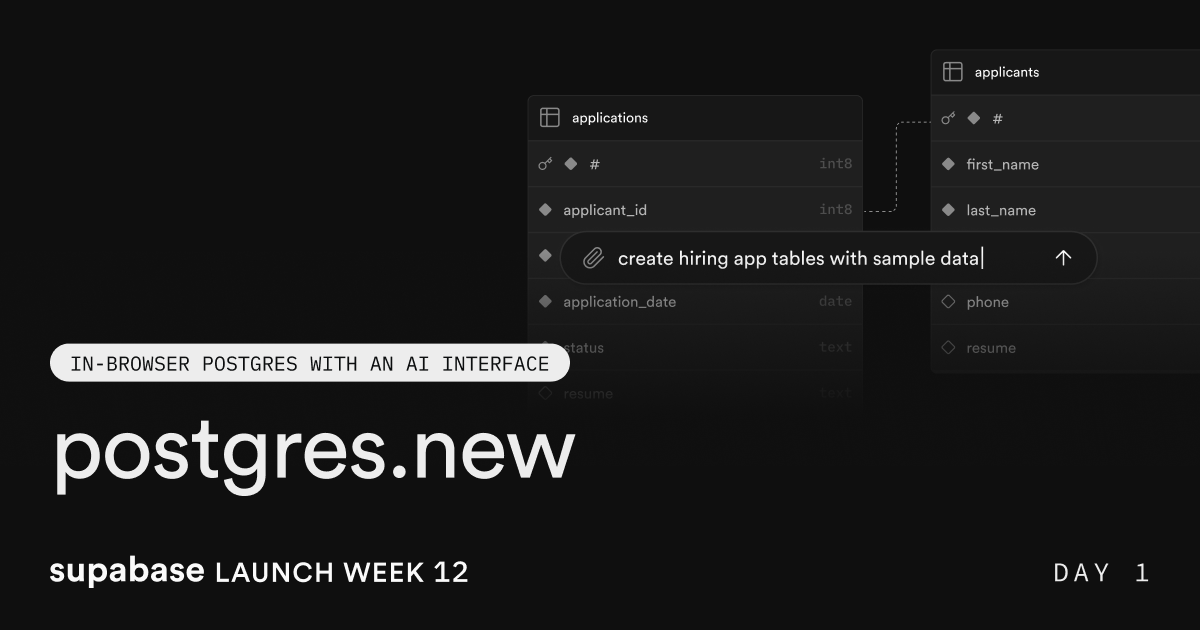 applications
#
int8
applicant_id
int8
application_date
date
status
text
resume
text
applicants
#
first_name
last_name
phone
resume
create hiring app tables with sample data
IN-BROWSER POSTGRES WITH AN AI INTERFACE
postgres.new
supabase LAUNCH WEEK 12
DAY 1